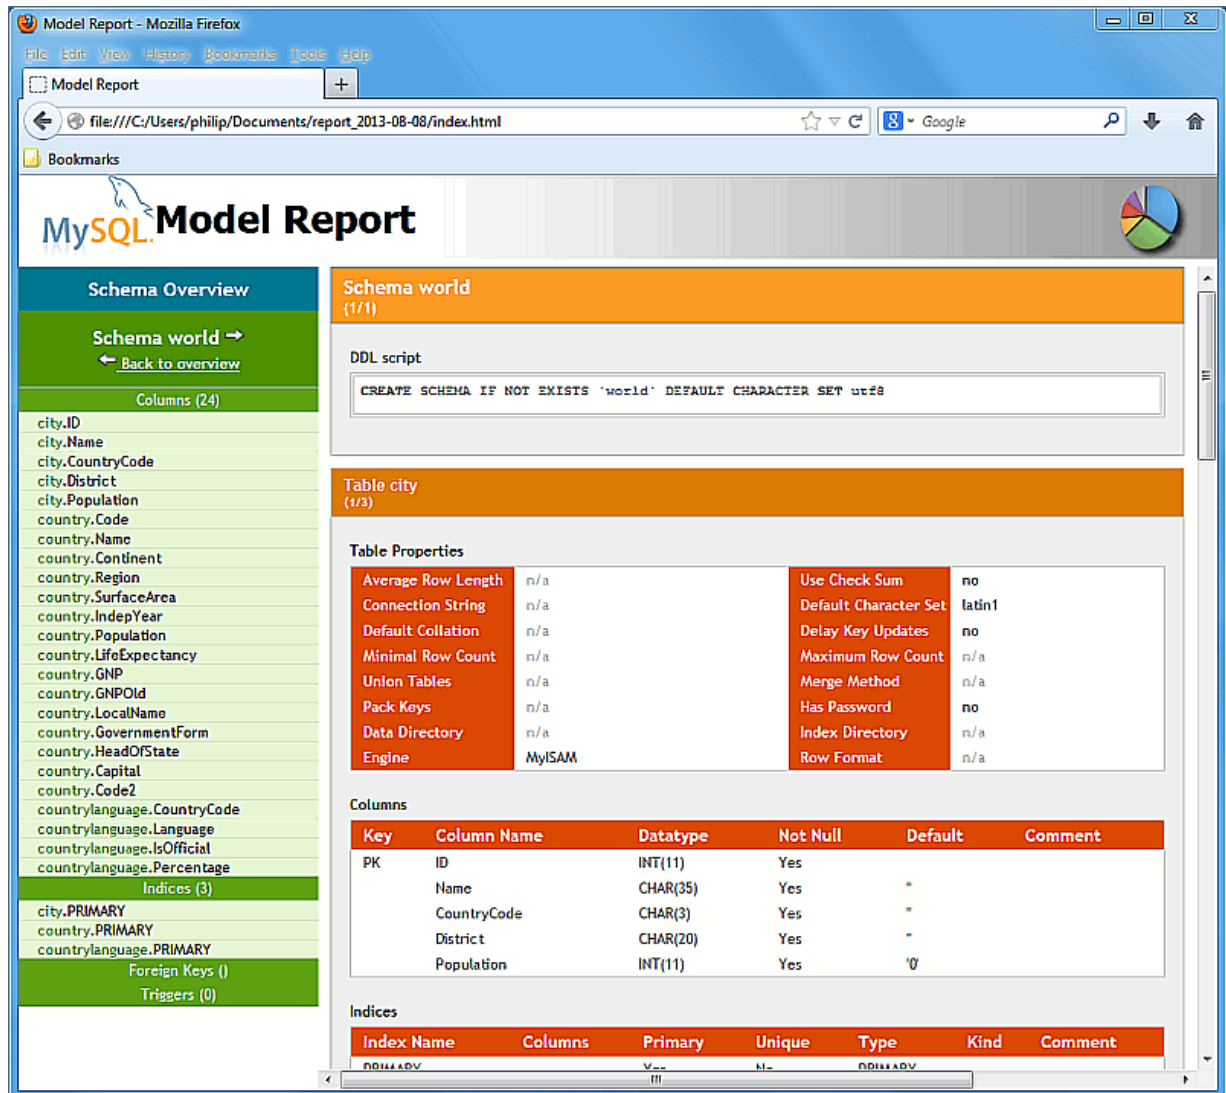 Model Report - Mozilla Firefox
File Edit View History Bookmarks Tools Help
Model Report +
file:///C:/Users/philip/Documents/report_2013-08-08/index.html
8 Google
Bookmarks
MySQL. Model Report
Schema Overview
Schema world
Back to overview
Columns (24)
city.ID
city.Name
city.CountryCode
city.District
city.Population
country.Code
country.Name
country.Continent
country.Region
country.SurfaceArea
country.IndepYear
country.Population
country.LifeExpectancy
country.GNP
country.GNPOld
country.LocalName
country.GovernmentForm
country.HeadOfState
country.Capital
country.Code2
countrylanguage.CountryCode
countrylanguage.Language
countrylanguage.IsOfficial
countrylanguage.Percentage
Indices (3)
city.PRIMARY
country.PRIMARY
countrylanguage.PRIMARY
Foreign Keys ()
Triggers (0)
Schema world
(1/1)
DDL script
CREATE SCHEMA IF NOT EXISTS `world` DEFAULT CHARACTER SET utf8
Table city
(1/3)
Table Properties
Average Row Length n/a Use Check Sum no
Connection String n/a Default Character Set latin1
Default Collation n/a Delay Key Updates no
Minimal Row Count n/a Maximum Row Count n/a
Union Tables n/a Merge Method n/a
Pack Keys n/a Has Password no
Data Directory n/a Index Directory n/a
Engine MyISAM Row Format n/a
Columns
Key Column Name Datatype Not Null Default Comment
PK ID INT(11) Yes
Name CHAR(35) Yes ''
CountryCode CHAR(3) Yes ''
District CHAR(20) Yes ''
Population INT(11) Yes '0'
Indices
Index Name Columns Primary Unique Type Kind Comment
PRIMARY Yes No PRIMARY